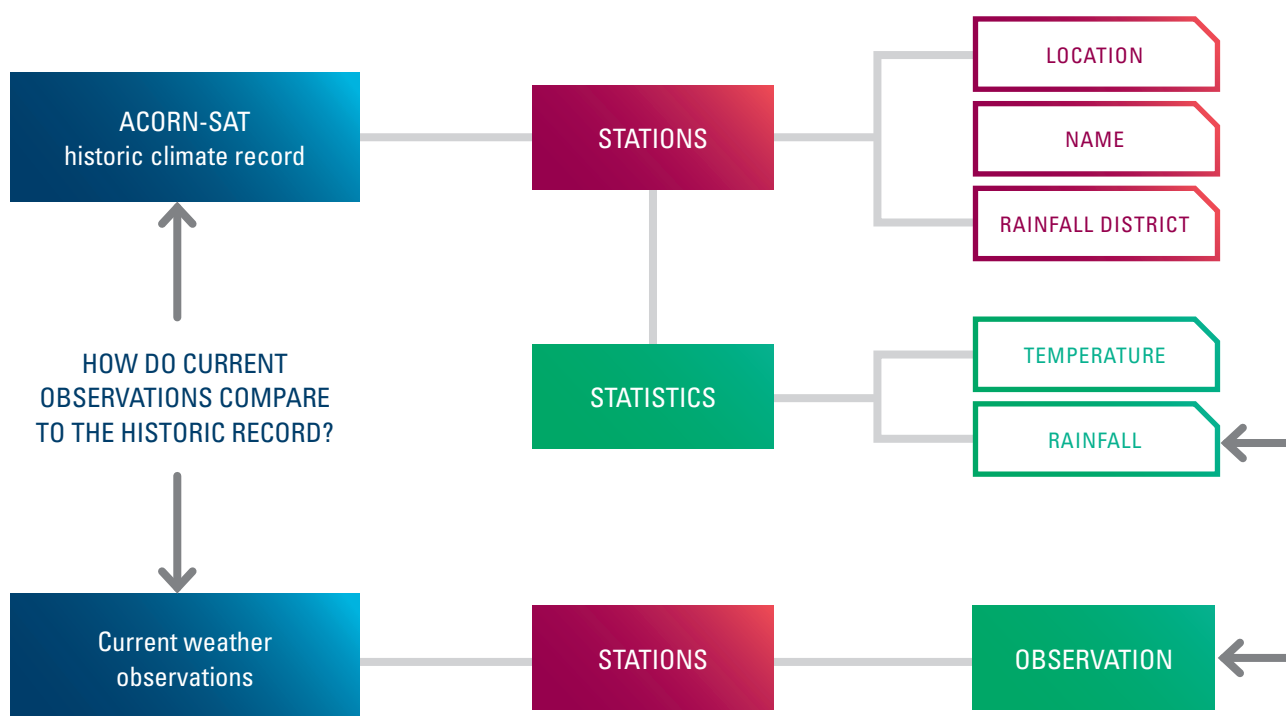 ACORN-SAT
historic climate record
STATIONS
LOCATION
NAME
RAINFALL DISTRICT
HOW DO CURRENT
OBSERVATIONS COMPARE
TO THE HISTORIC RECORD?
STATISTICS
TEMPERATURE
RAINFALL
Current weather
observations
STATIONS
OBSERVATION